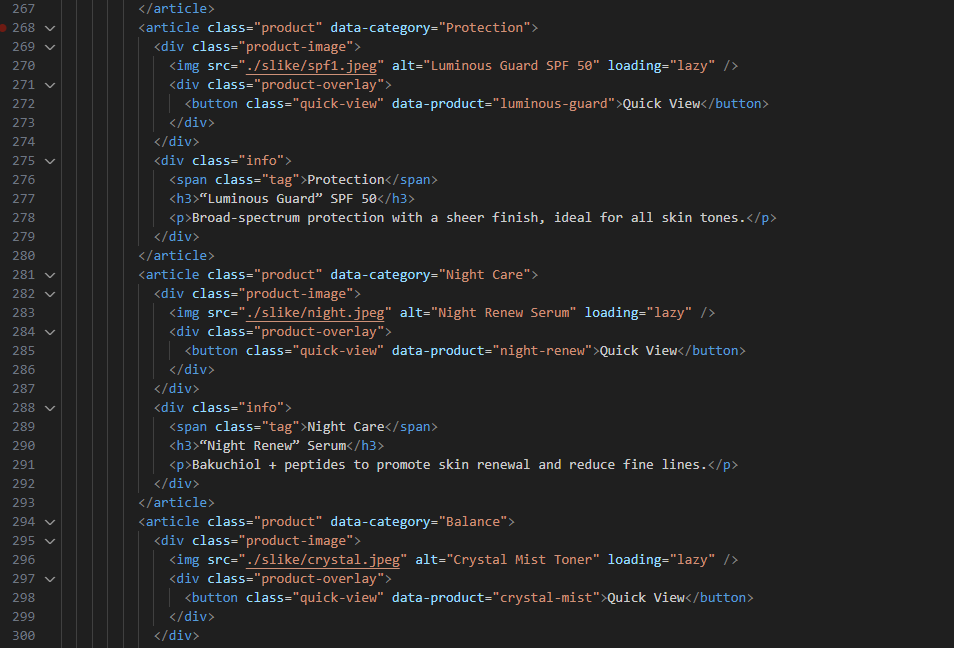 267 </article>
268 <article class="product" data-category="Protection">
269 <div class="product-image">
270 <img src="./slike/spf1.jpeg" alt="Luminous Guard SPF 50" loading="lazy" />
271 <div class="product-overlay">
272 <button class="quick-view" data-product="luminous-guard">Quick View</button>
273 </div>
274 </div>
275 <div class="info">
276 <span class="tag">Protection</span>
277 <h3>“Luminous Guard” SPF 50</h3>
278 <p>Broad-spectrum protection with a sheer finish, ideal for all skin tones.</p>
279 </div>
280 </article>
281 <article class="product" data-category="Night Care">
282 <div class="product-image">
283 <img src="./slike/night.jpeg" alt="Night Renew Serum" loading="lazy" />
284 <div class="product-overlay">
285 <button class="quick-view" data-product="night-renew">Quick View</button>
286 </div>
287 </div>
288 <div class="info">
289 <span class="tag">Night Care</span>
290 <h3>“Night Renew” Serum</h3>
291 <p>Bakuchiol + peptides to promote skin renewal and reduce fine lines.</p>
292 </div>
293 </article>
294 <article class="product" data-category="Balance">
295 <div class="product-image">
296 <img src="./slike/crystal.jpeg" alt="Crystal Mist Toner" loading="lazy" />
297 <div class="product-overlay">
298 <button class="quick-view" data-product="crystal-mist">Quick View</button>
299 </div>
300 </div>